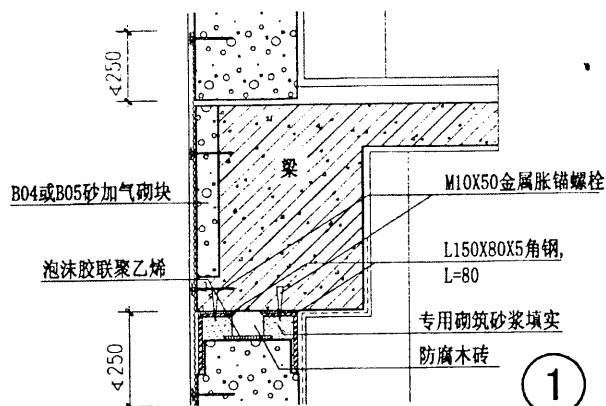 ≮250
梁
M10X50金属胀锚螺栓
B04或B05砂加气砌块
L150X80X5角钢,
L=80
泡沫胶联聚乙烯
专用砌筑砂浆填实
防腐木砖
≮250
1